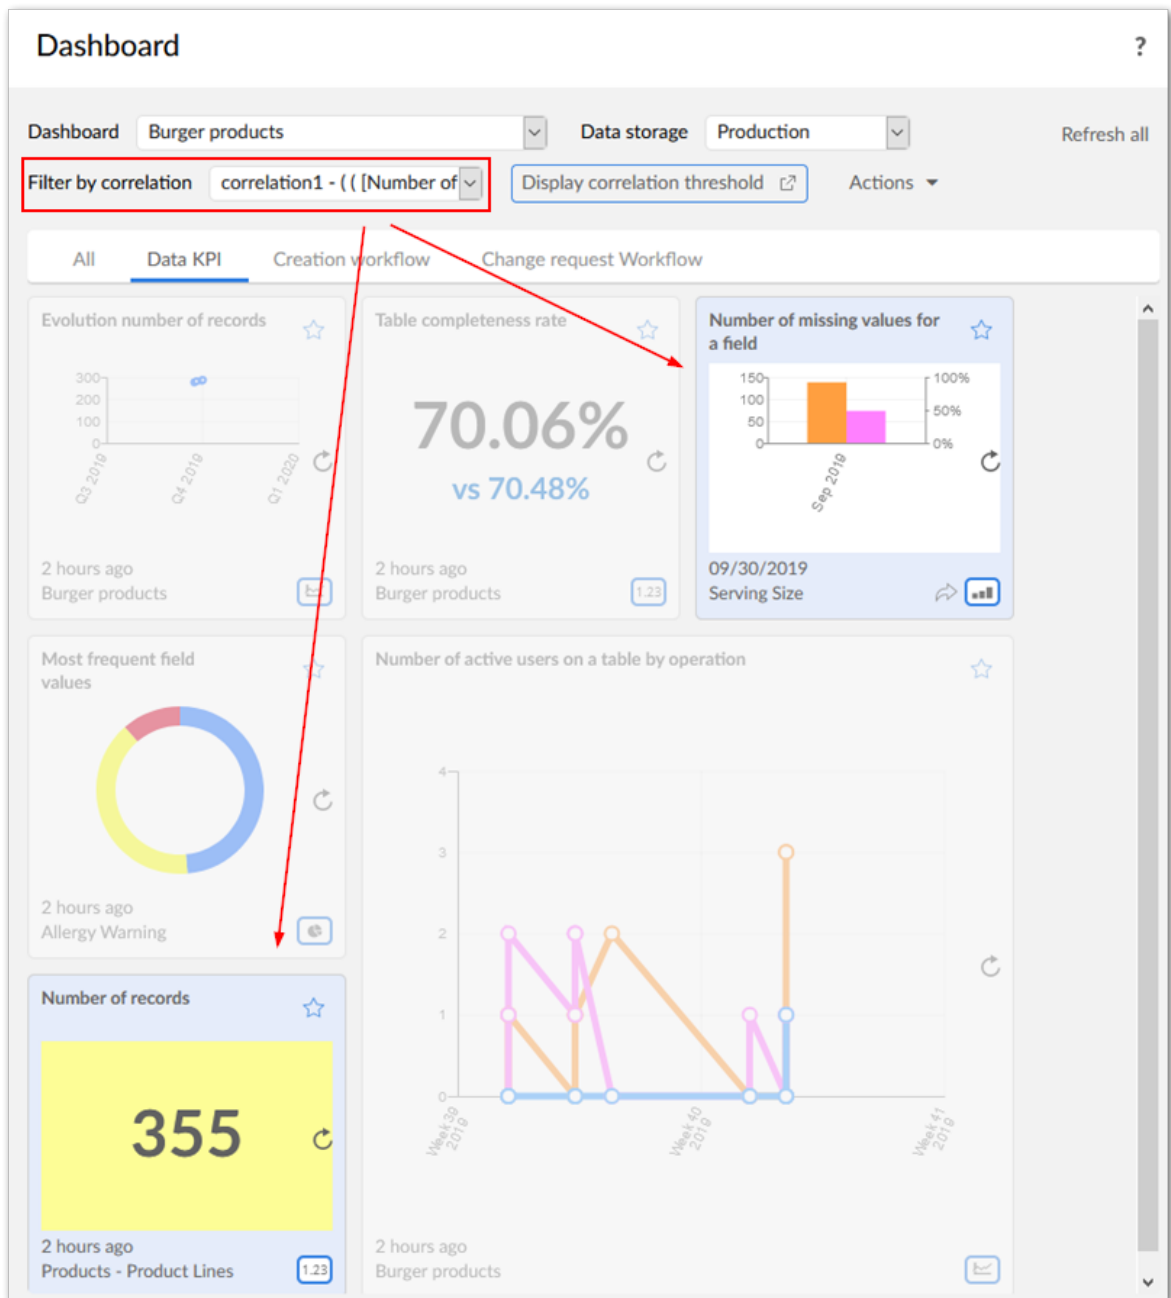 Dashboard
?
Dashboard Burger products Data storage Production Refresh all
Filter by correlation correlation1 - ( ( [Number of Display correlation threshold Actions
All Data KPI Creation workflow Change request Workflow
Evolution number of records
300
200
100
0
Q3 2019
Q4 2019
Q1 2020
2 hours ago
Burger products
Table completeness rate
70.06%
vs 70.48%
2 hours ago
Burger products
1.23
Number of missing values for
a field
150
100
50
0
100%
50%
0%
Sep 2019
09/30/2019
Serving Size
Most frequent field
values
2 hours ago
Allergy Warning
Number of active users on a table by operation
4
3
2
1
0
Week 39
2019
Week 40
2019
Week 41
2019
2 hours ago
Burger products
Number of records
355
2 hours ago
Products - Product Lines
1.23